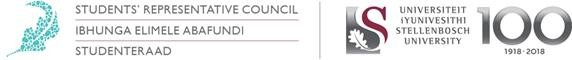 STUDENTS' REPRESENTATIVE COUNCIL
IBHUNGA ELIMELE ABAFUNDI
STUDENTERAAD
UNIVERSITEIT
iYUNIVESITHI
STELLENBOSCH
UNIVERSITY
100
1918 · 2018